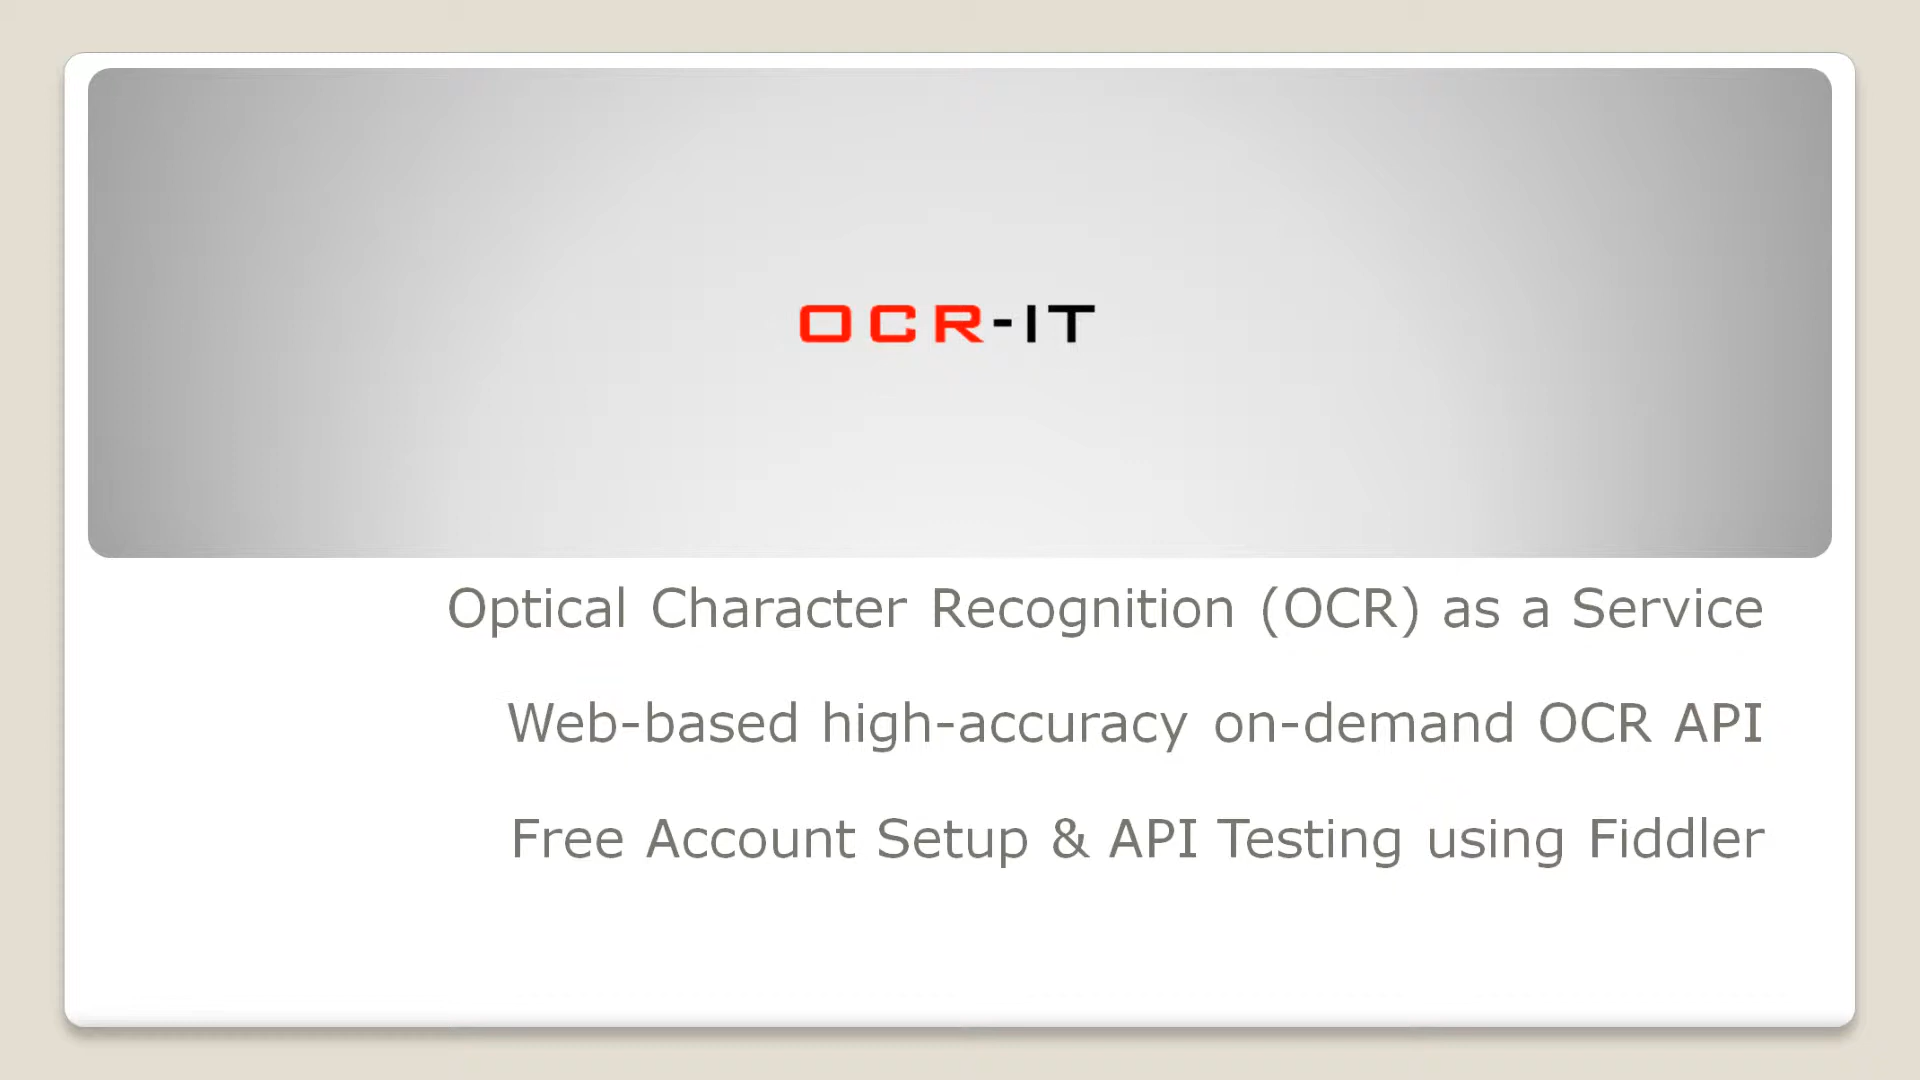 OCR-IT
Optical Character Recognition (OCR) as a Service
Web-based high-accuracy on-demand OCR API
Free Account Setup & API Testing using Fiddler